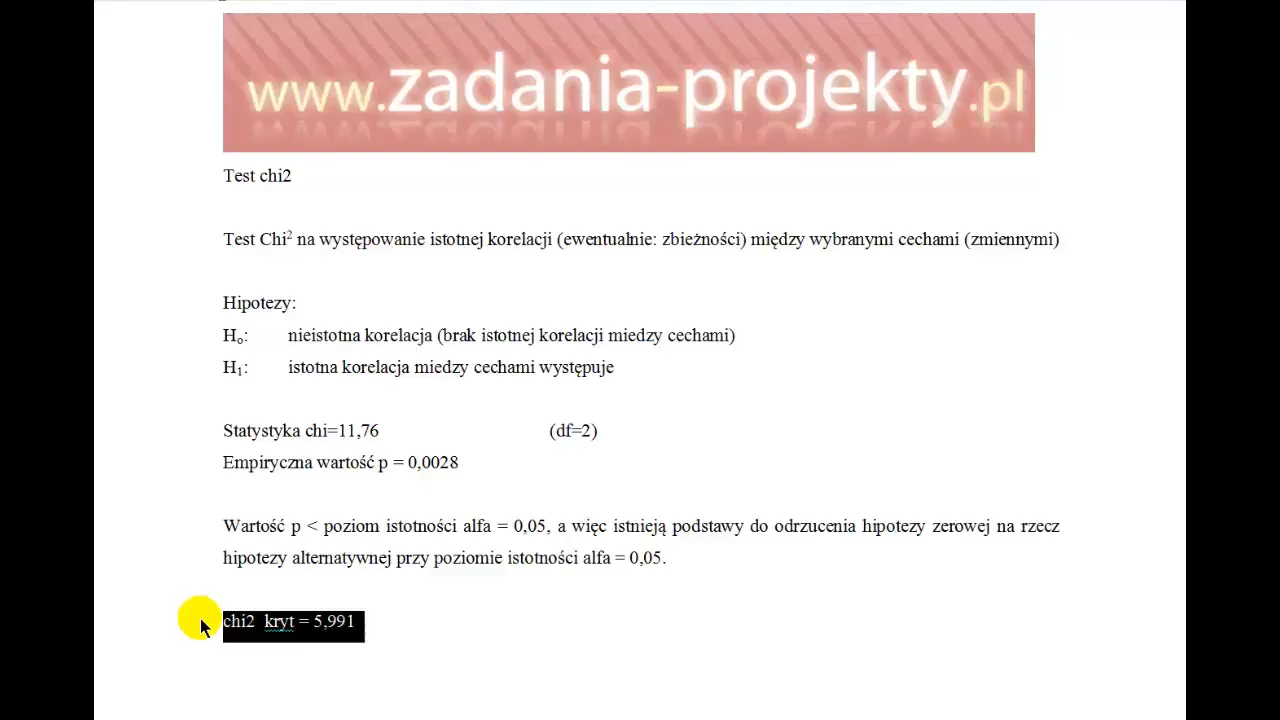 www.zadania-projekty.pl
Test chi2
Test Chi² na występowanie istotnej korelacji (ewentualnie: zbieżności) między wybranymi cechami (zmiennymi)
Hipotezy:
Hₒ: nieistotna korelacja (brak istotnej korelacji miedzy cechami)
H₁: istotna korelacja miedzy cechami występuje
Statystyka chi=11,76 (df=2)
Empiryczna wartość p = 0,0028
Wartość p < poziom istotności alfa = 0,05, a więc istnieją podstawy do odrzucenia hipotezy zerowej na rzecz
hipotezy alternatywnej przy poziomie istotności alfa = 0,05.
chi2 kryt = 5,991